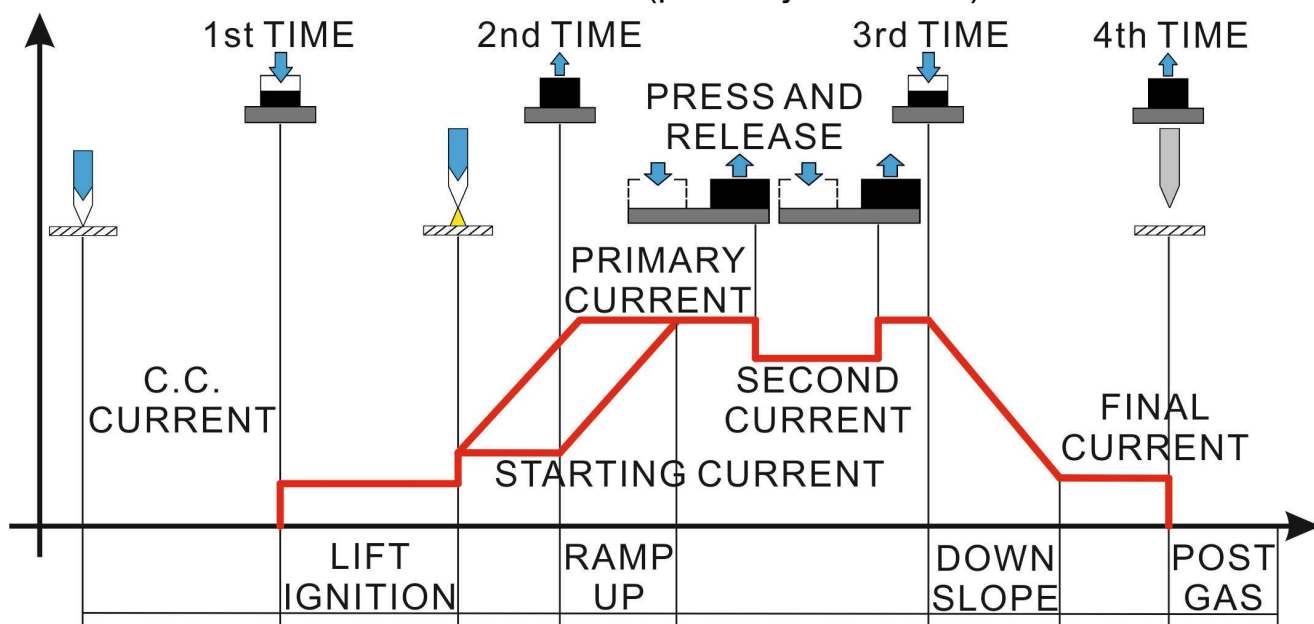 1st TIME
2nd TIME
3rd TIME
4th TIME
PRESS AND
RELEASE
PRIMARY
CURRENT
C.C.
CURRENT
SECOND
CURRENT
FINAL
CURRENT
STARTING CURRENT
LIFT
IGNITION
RAMP
UP
DOWN
SLOPE
POST
GAS